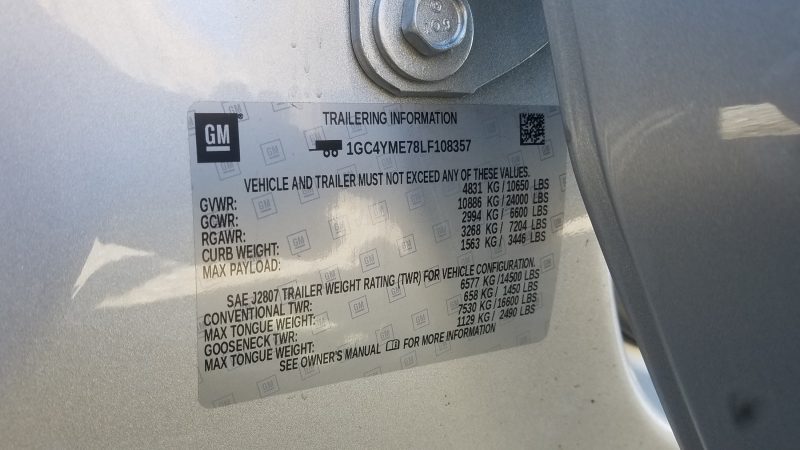 GM
TRAILERING INFORMATION
1GC4YME78LF108357
VEHICLE AND TRAILER MUST NOT EXCEED ANY OF THESE VALUES.
GVWR: 4831 KG / 10650 LBS
GCWR: 10886 KG / 24000 LBS
RGAWR: 2994 KG / 6600 LBS
CURB WEIGHT: 3268 KG / 7204 LBS
MAX PAYLOAD: 1563 KG / 3446 LBS
SAE J2807 TRAILER WEIGHT RATING (TWR) FOR VEHICLE CONFIGURATION.
CONVENTIONAL TWR: 6577 KG / 14500 LBS
MAX TONGUE WEIGHT: 658 KG / 1450 LBS
GOOSENECK TWR: 7530 KG / 16600 LBS
MAX TONGUE WEIGHT: 1129 KG / 2490 LBS
SEE OWNER'S MANUAL FOR MORE INFORMATION